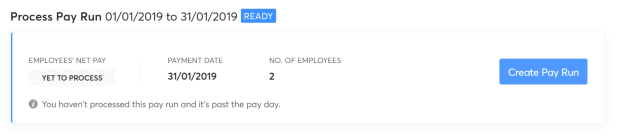 Process Pay Run 01/01/2019 to 31/01/2019 READY
EMPLOYEES' NET PAY PAYMENT DATE NO. OF EMPLOYEES
YET TO PROCESS 31/01/2019 2
Create Pay Run
You haven't processed this pay run and it's past the pay day.